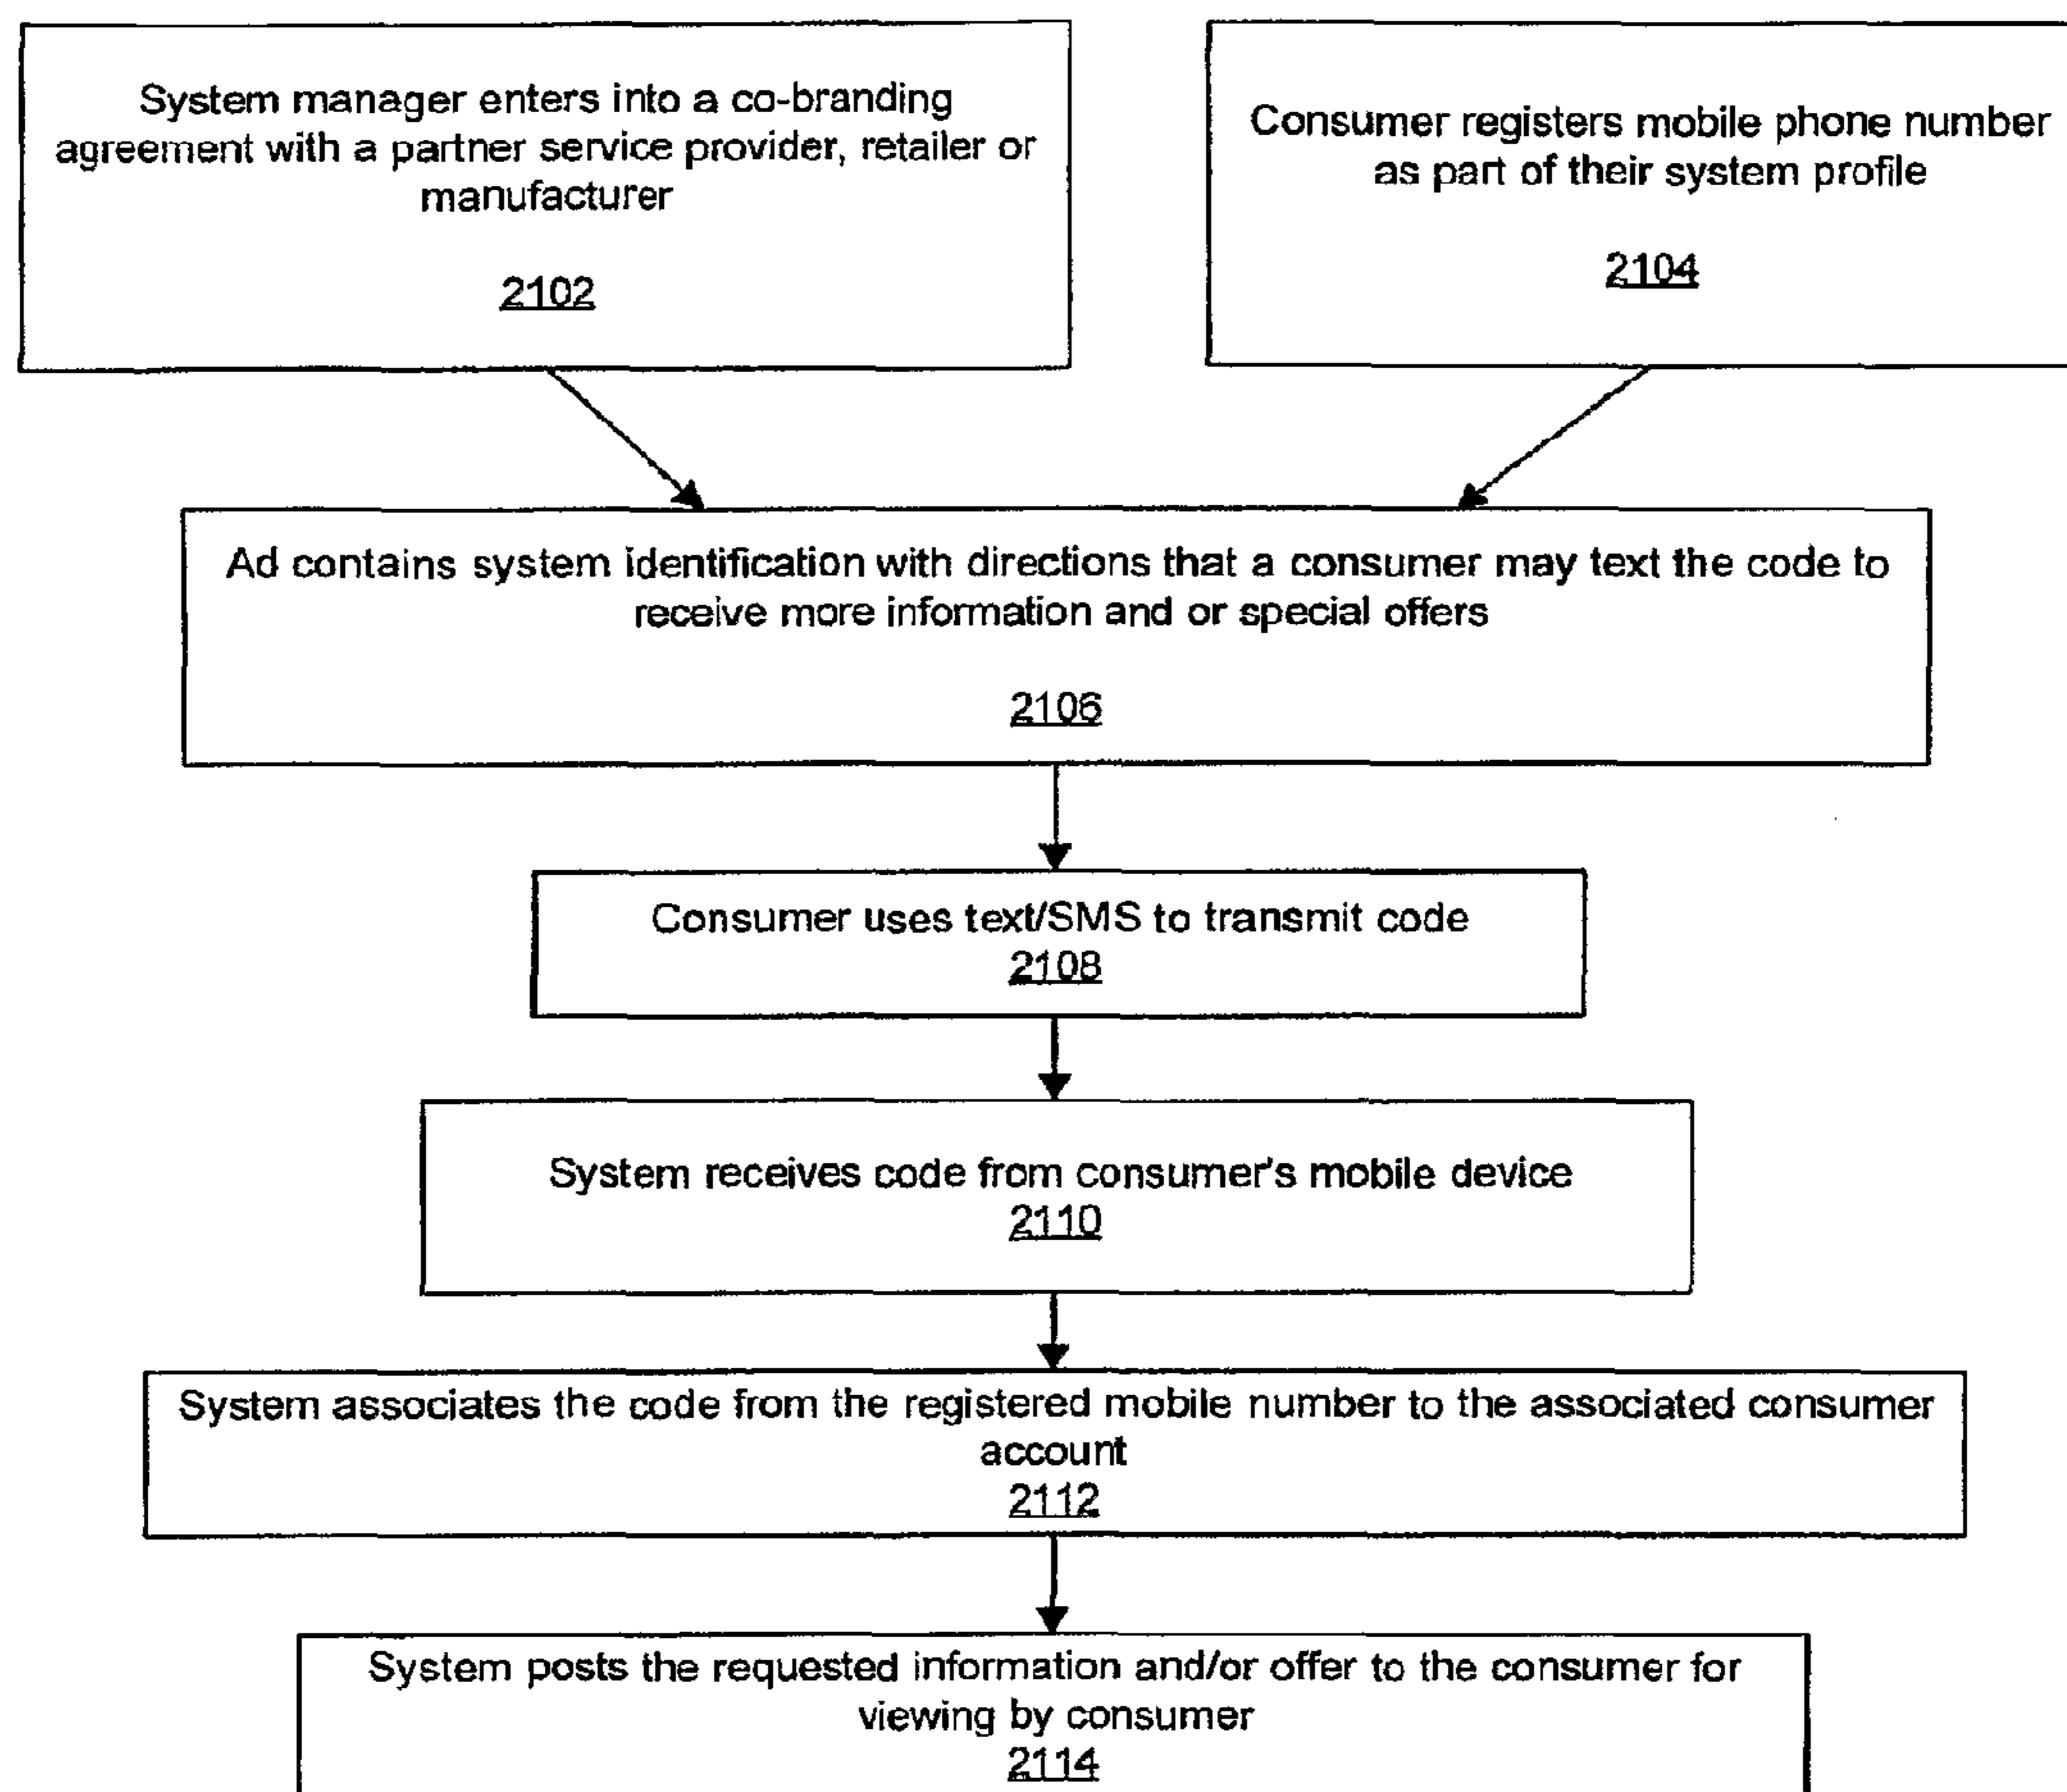 System manager enters into a co-branding
agreement with a partner service provider, retailer or
manufacturer
2102
Consumer registers mobile phone number
as part of their system profile
2104
Ad contains system identification with directions that a consumer may text the code to
receive more information and or special offers
2106
Consumer uses text/SMS to transmit code
2108
System receives code from consumer's mobile device
2110
System associates the code from the registered mobile number to the associated consumer
account
2112
System posts the requested information and/or offer to the consumer for
viewing by consumer
2114